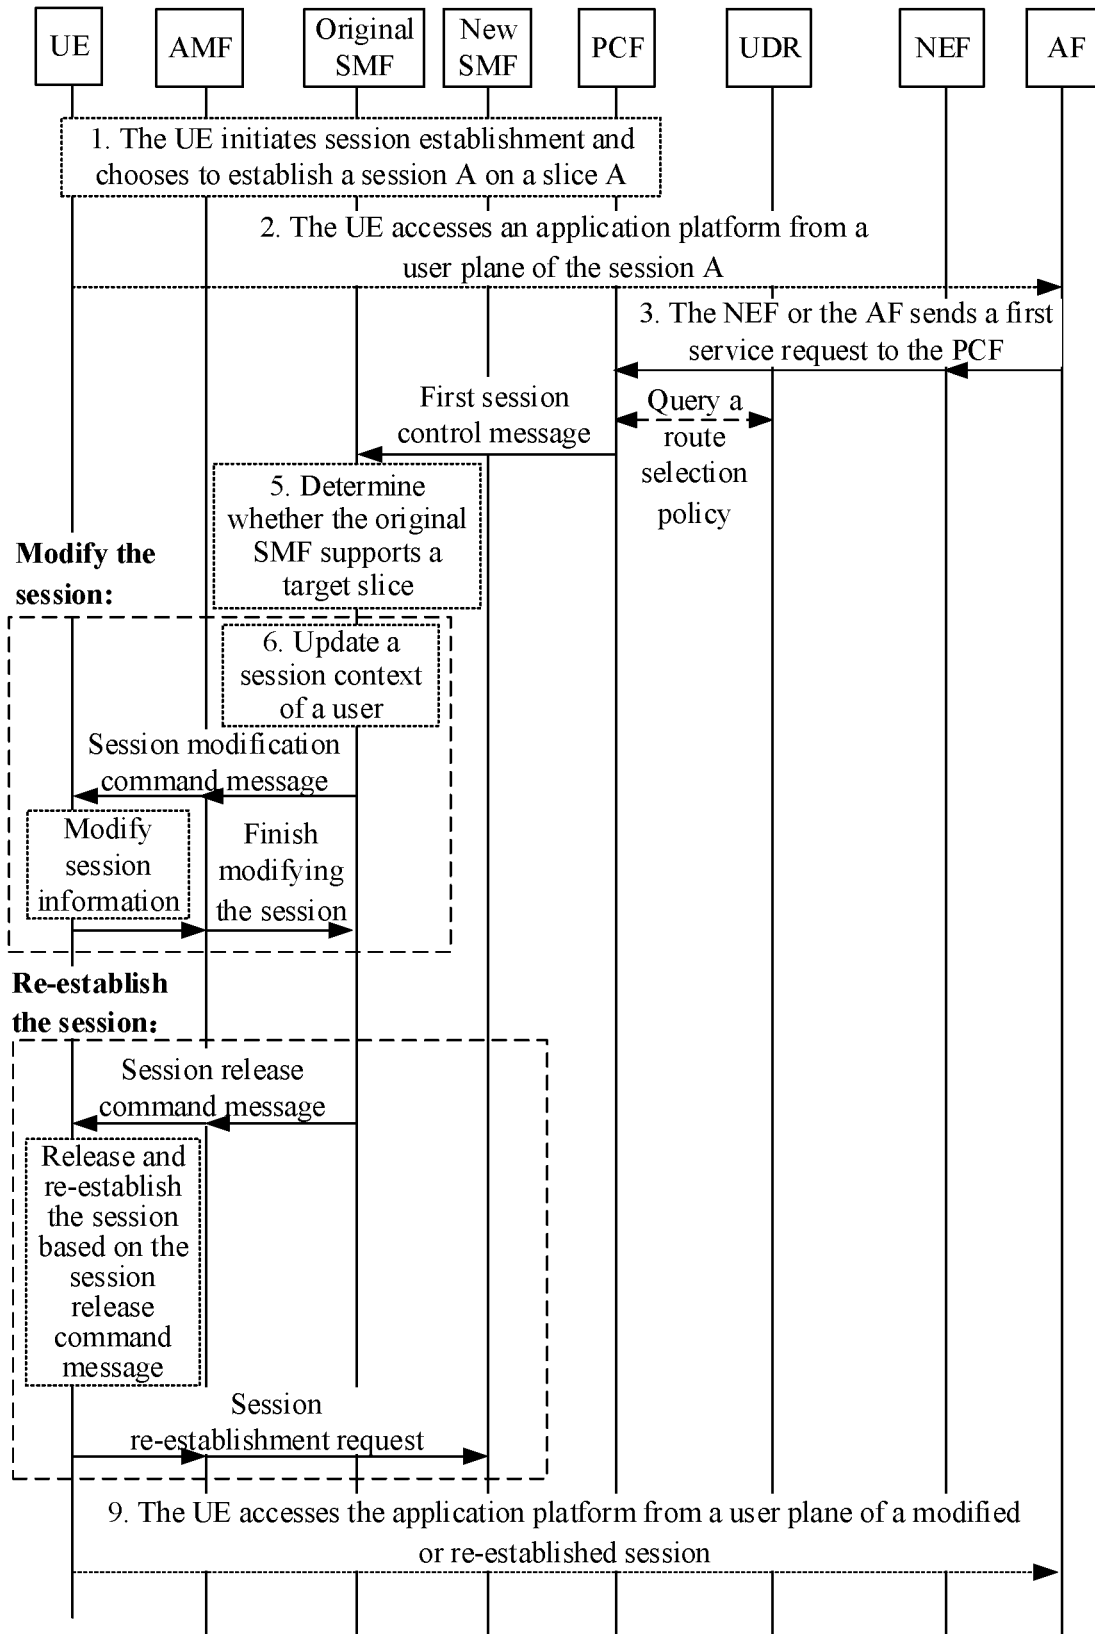 UE
AMF
Original
SMF
New
SMF
PCF
UDR
NEF
AF
1. The UE initiates session establishment and
chooses to establish a session A on a slice A
2. The UE accesses an application platform from a
user plane of the session A
3. The NEF or the AF sends a first
service request to the PCF
First session
control message
Query a
route
selection
policy
5. Determine
whether the original
SMF supports a
target slice
Modify the
session:
6. Update a
session context
of a user
Session modification
command message
Modify
session
information
Finish
modifying
the session
Re-establish
the session:
Session release
command message
Release and
re-establish
the session
based on the
session
release
command
message
Session
re-establishment request
9. The UE accesses the application platform from a user plane of a modified
or re-established session